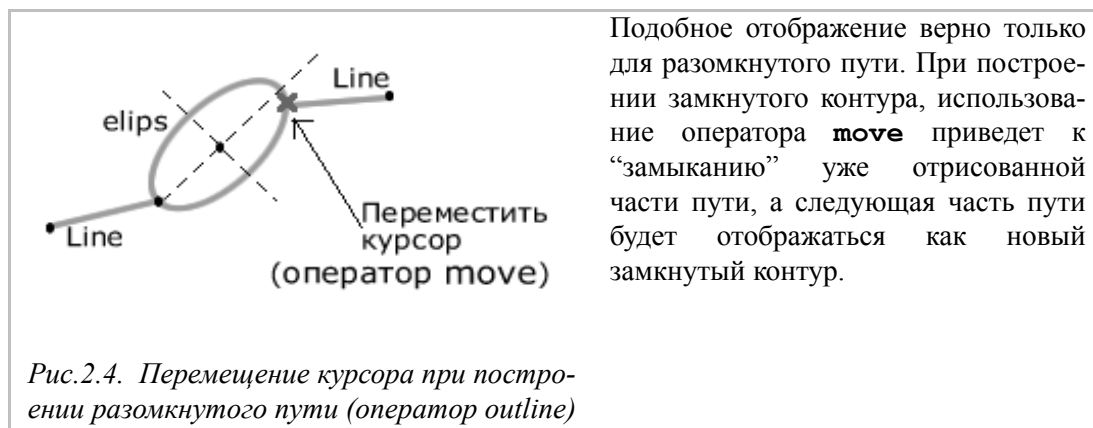 Line
elips
Line
Переместить
курсор
(оператор move)
Рис.2.4. Перемещение курсора при постро-
ении разомкнутого пути (оператор outline)
Подобное отображение верно только
для разомкнутого пути. При построе-
нии замкнутого контура, использова-
ние оператора move приведет к
“замыканию” уже отрисованной
части пути, а следующая часть пути
будет отображаться как новый
замкнутый контур.